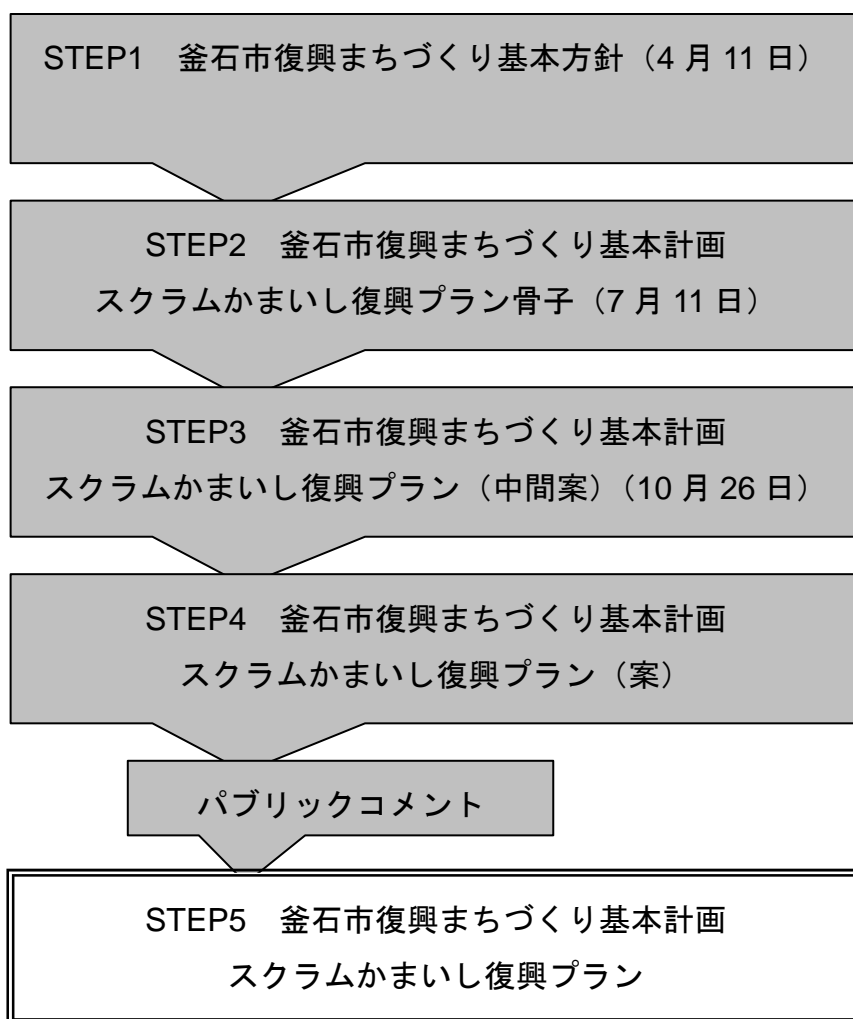 STEP1　釜石市復興まちづくり基本方針（4 月 11 日）
STEP2　釜石市復興まちづくり基本計画
スクラムかまいし復興プラン骨子（7 月 11 日）
STEP3　釜石市復興まちづくり基本計画
スクラムかまいし復興プラン（中間案）（10 月 26 日）
STEP4　釜石市復興まちづくり基本計画
スクラムかまいし復興プラン（案）
パブリックコメント
STEP5　釜石市復興まちづくり基本計画
スクラムかまいし復興プラン